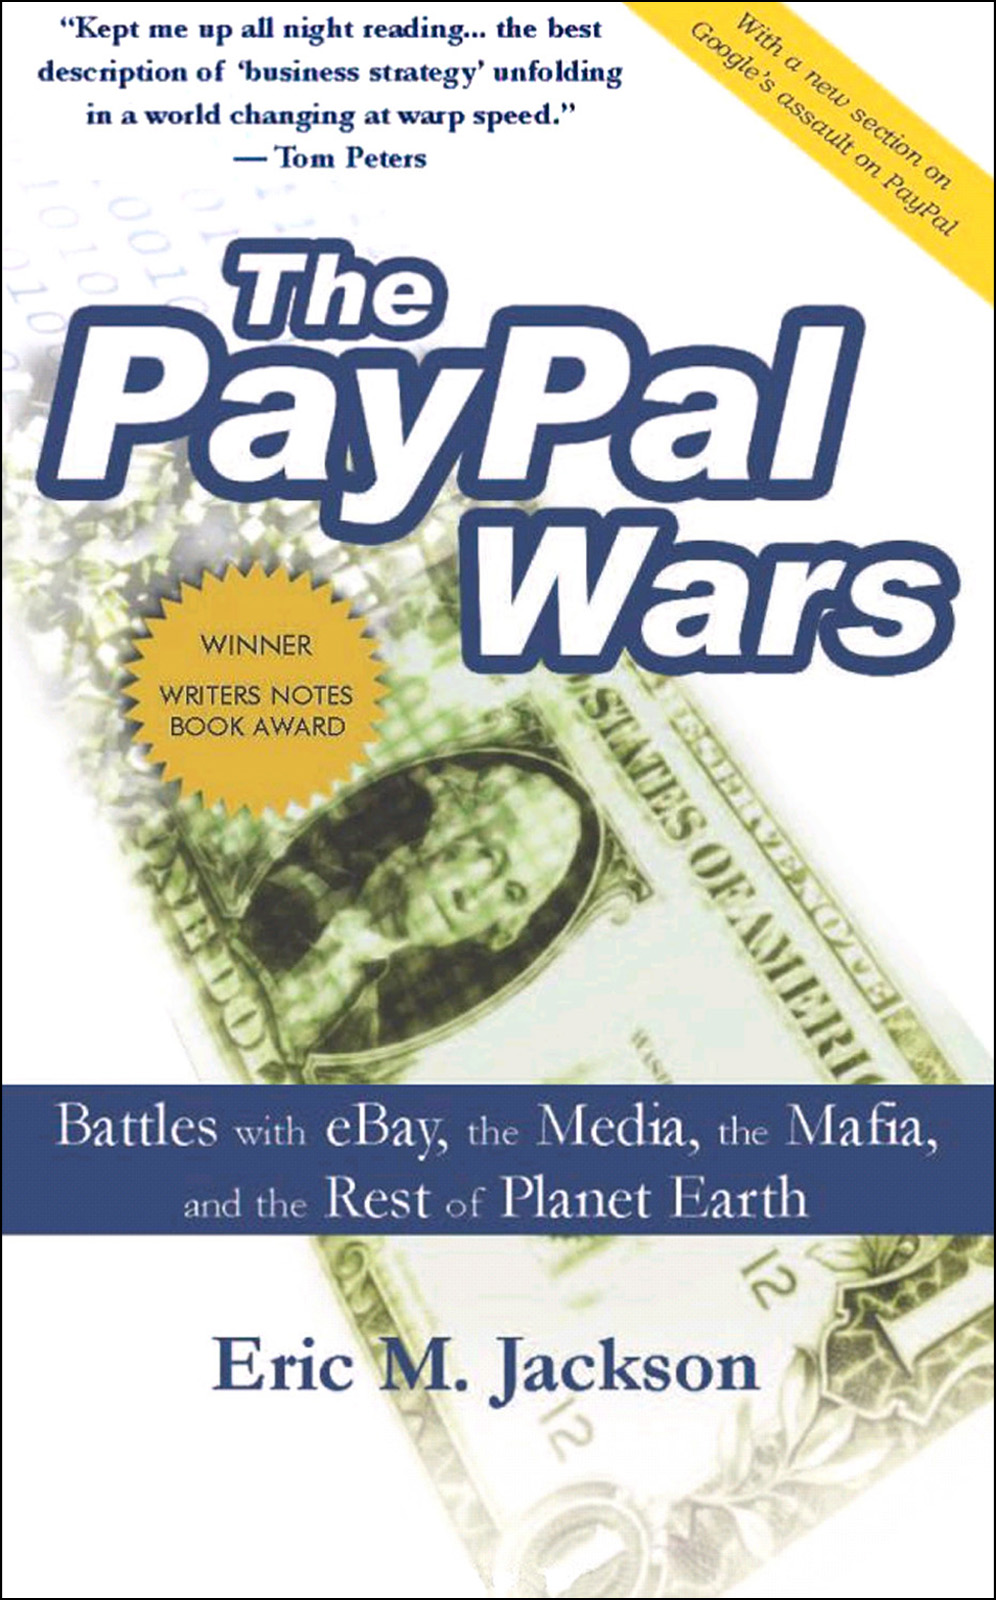 “Kept me up all night reading... the best
description of ‘business strategy’ unfolding
in a world changing at warp speed.”
— Tom Peters
With a new section on
Google's assault on PayPal
The
PayPal
Wars
WINNER
WRITERS NOTES
BOOK AWARD
STATES OF AMERIC
12
Battles with eBay, the Media, the Mafia,
and the Rest of Planet Earth
Eric M. Jackson
12